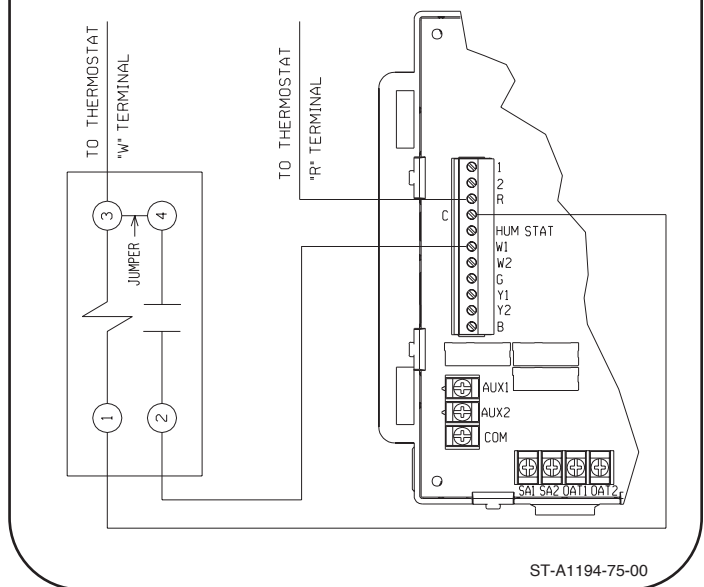 TO THERMOSTAT
"W" TERMINAL
TO THERMOSTAT
"R" TERMINAL
3
4
JUMPER
1
2
1
2
R
C
HUM STAT
W1
W2
G
Y1
Y2
B
AUX1
AUX2
COM
SA1 SA2 OAT1 OAT2
ST-A1194-75-00